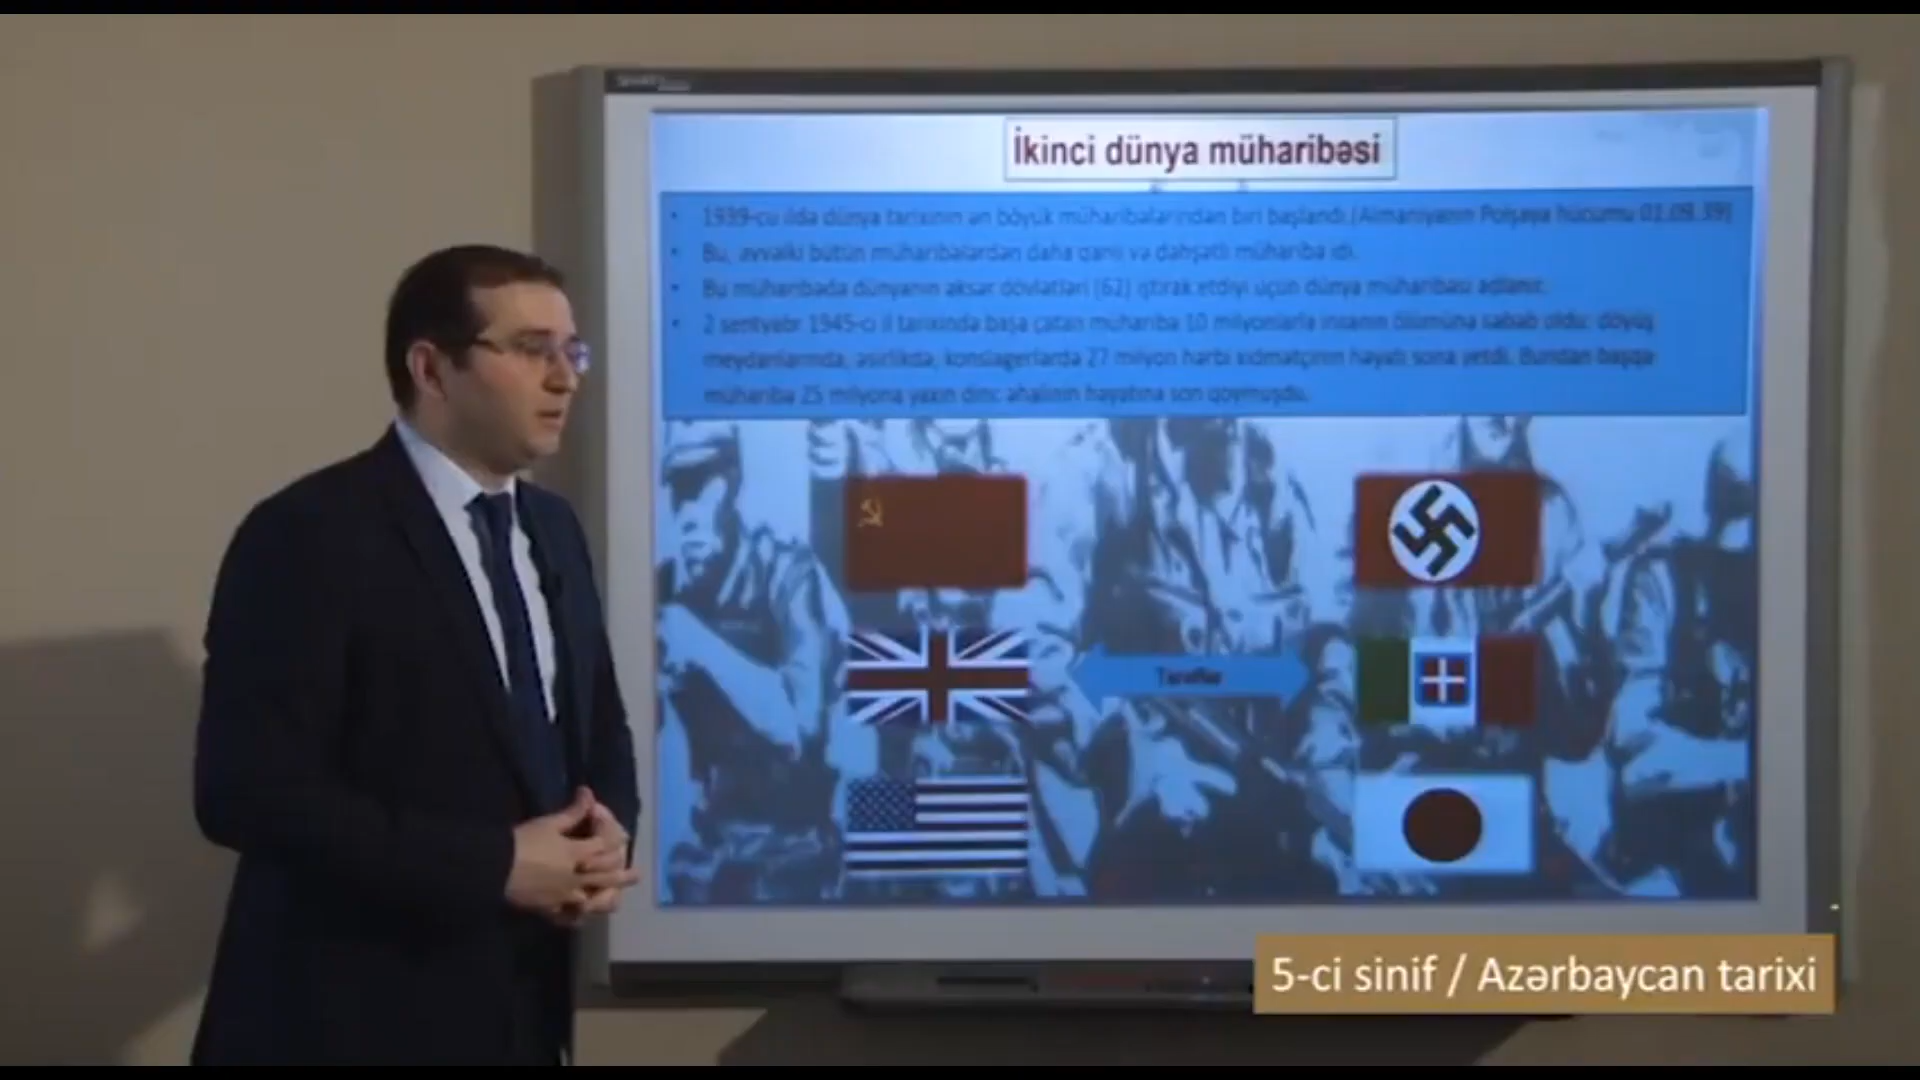 İkinci dünya müharibəsi
• 1939-cu ildə dünya tarixinin ən böyük müharibələrindən biri başlandı.(Almaniyanın Polşaya hücumu 01.09.39)
• Bu, əvvəlki bütün müharibələrdən daha qanlı və dəhşətli müharibə idi.
• Bu müharibədə dünyanın əksər dövlətləri (62) iştirak etdiyi üçün dünya müharibəsi adlanır.
• 2 sentyabr 1945-ci il tarixində başa çatan müharibə 10 milyonlarla insanın ölümünə səbəb oldu: döyüş
meydanlarında, əsirlikdə, konslagerlərdə 27 milyon hərbi xidmətçinin həyatı sona yetdi. Bundan başqa
müharibə 25 milyona yaxın dinc əhalinin həyatına son qoymuşdu.
Tərəflər
5-ci sinif / Azərbaycan tarixi